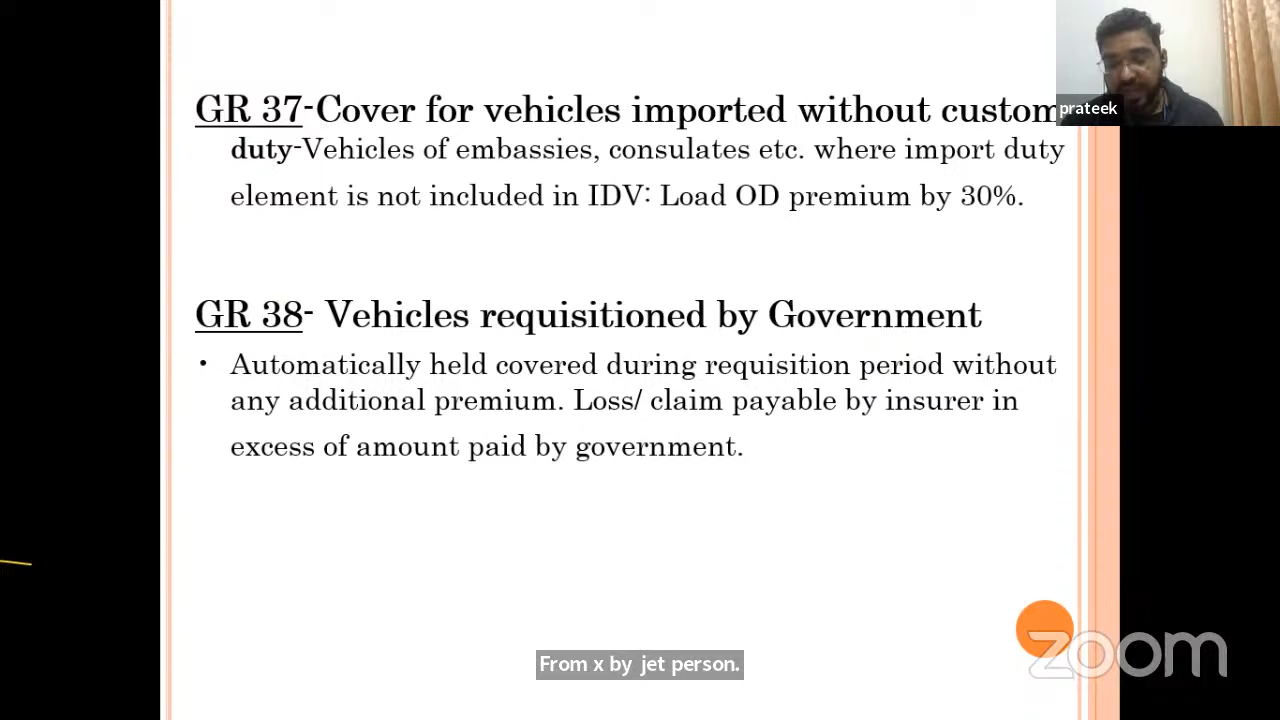 GR 37-Cover for vehicles imported without custom
duty-Vehicles of embassies, consulates etc. where import duty
element is not included in IDV: Load OD premium by 30%.
GR 38- Vehicles requisitioned by Government
• Automatically held covered during requisition period without
any additional premium. Loss/ claim payable by insurer in
excess of amount paid by government.
prateek
From x by jet person.
zoom